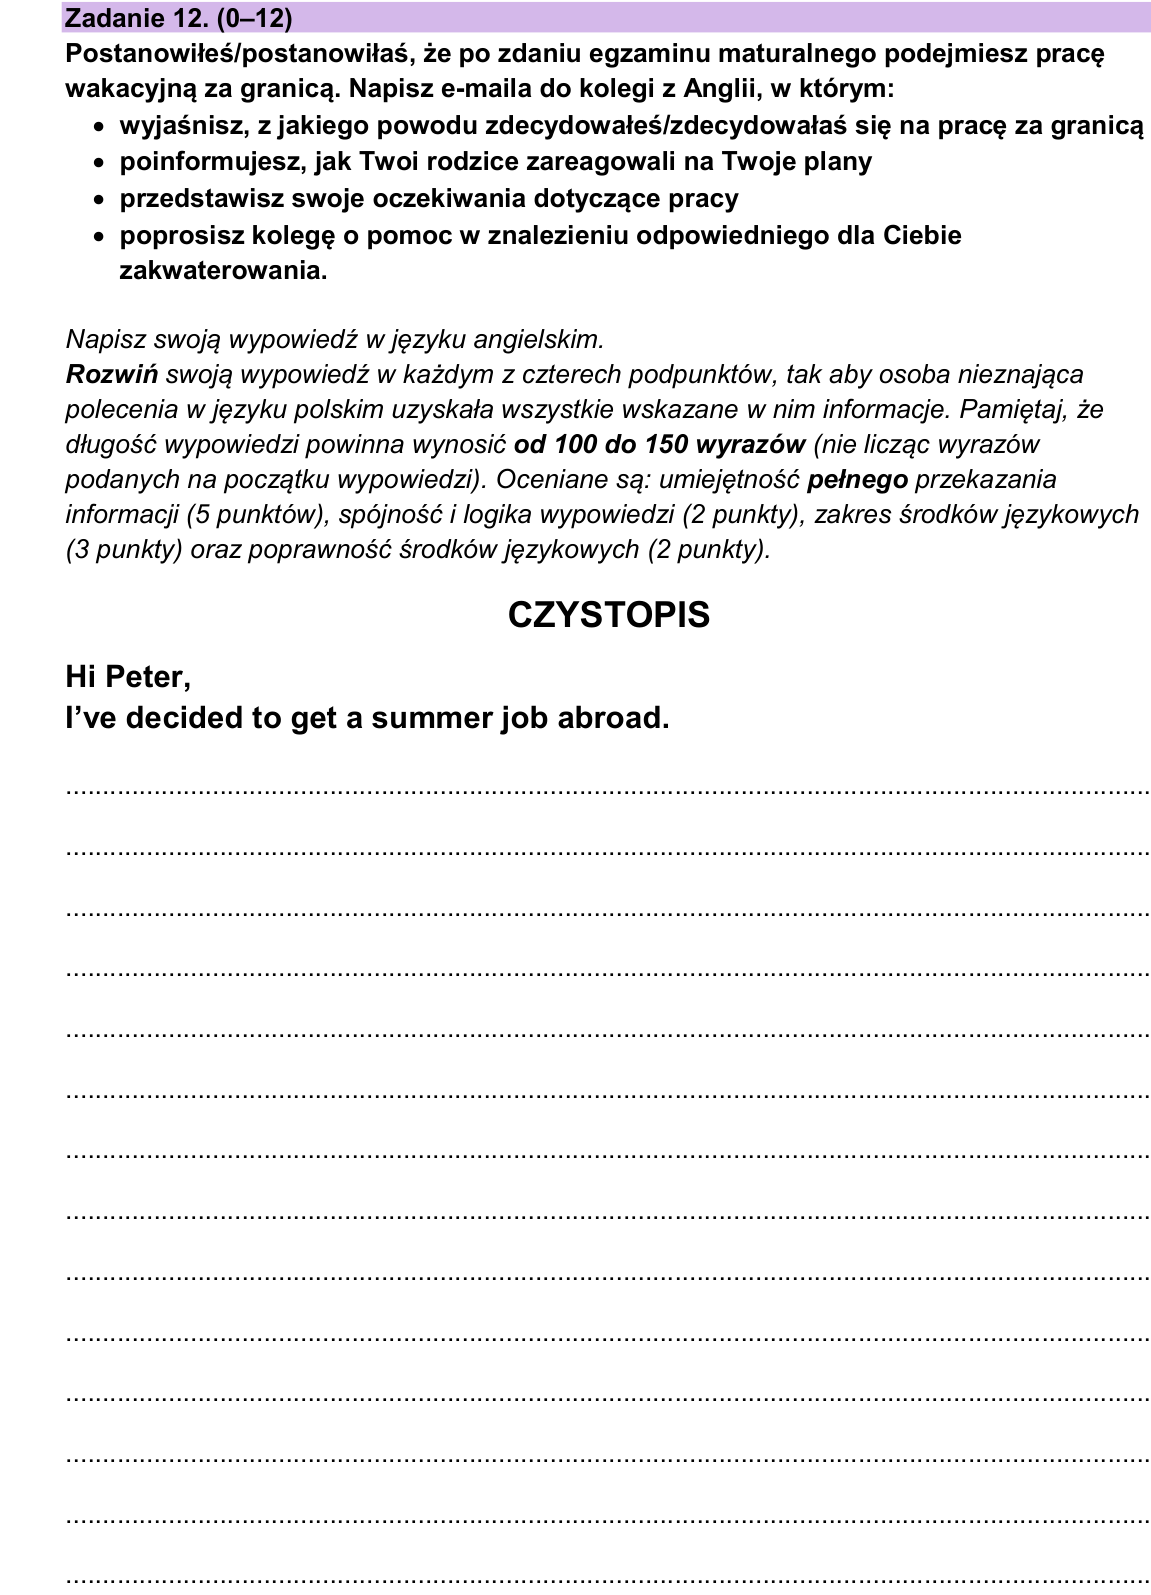 Zadanie 12. (0–12)
Postanowiłeś/postanowiłaś, że po zdaniu egzaminu maturalnego podejmiesz pracę
wakacyjną za granicą. Napisz e-maila do kolegi z Anglii, w którym:
• wyjaśnisz, z jakiego powodu zdecydowałeś/zdecydowałaś się na pracę za granicą
• poinformujesz, jak Twoi rodzice zareagowali na Twoje plany
• przedstawisz swoje oczekiwania dotyczące pracy
• poprosisz kolegę o pomoc w znalezieniu odpowiedniego dla Ciebie
zakwaterowania.
Napisz swoją wypowiedź w języku angielskim.
Rozwiń swoją wypowiedź w każdym z czterech podpunktów, tak aby osoba nieznająca
polecenia w języku polskim uzyskała wszystkie wskazane w nim informacje. Pamiętaj, że
długość wypowiedzi powinna wynosić od 100 do 150 wyrazów (nie licząc wyrazów
podanych na początku wypowiedzi). Oceniane są: umiejętność pełnego przekazania
informacji (5 punktów), spójność i logika wypowiedzi (2 punkty), zakres środków językowych
(3 punkty) oraz poprawność środków językowych (2 punkty).
CZYSTOPIS
Hi Peter,
I’ve decided to get a summer job abroad.